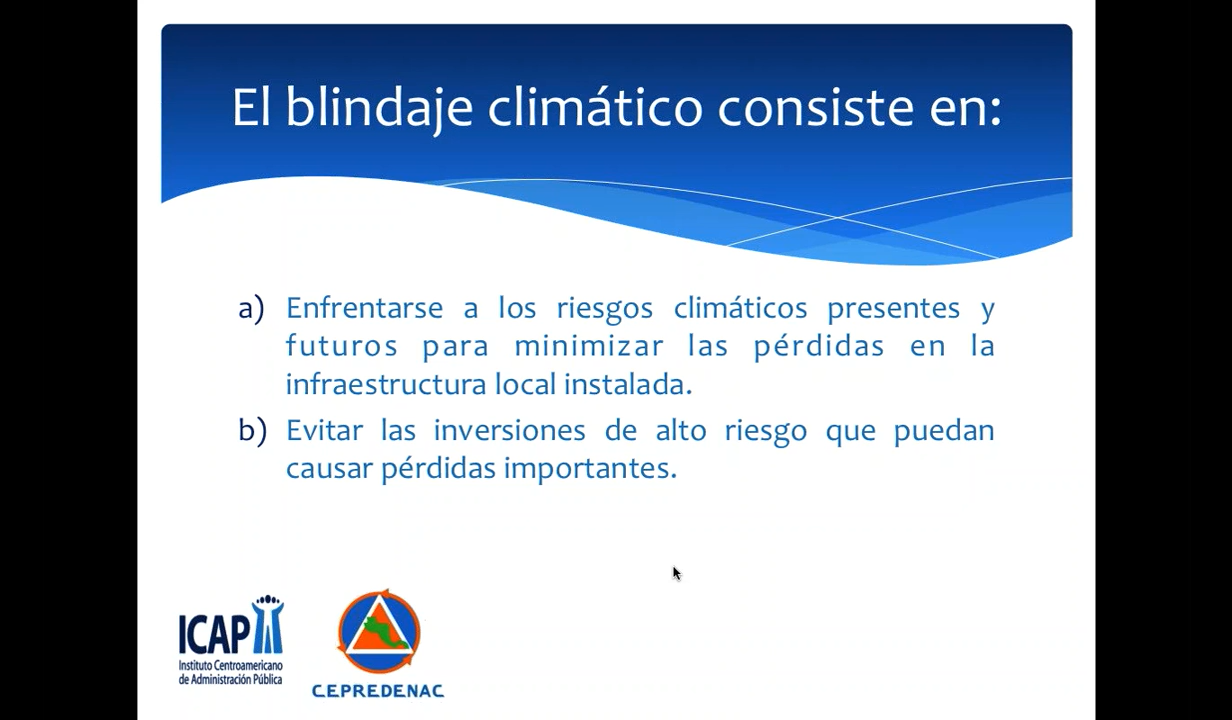 El blindaje climático consiste en:
a) Enfrentarse a los riesgos climáticos presentes y
futuros para minimizar las pérdidas en la
infraestructura local instalada.
b) Evitar las inversiones de alto riesgo que puedan
causar pérdidas importantes.
ICAP
Instituto Centroamericano
de Administración Pública
CEPREDENAC